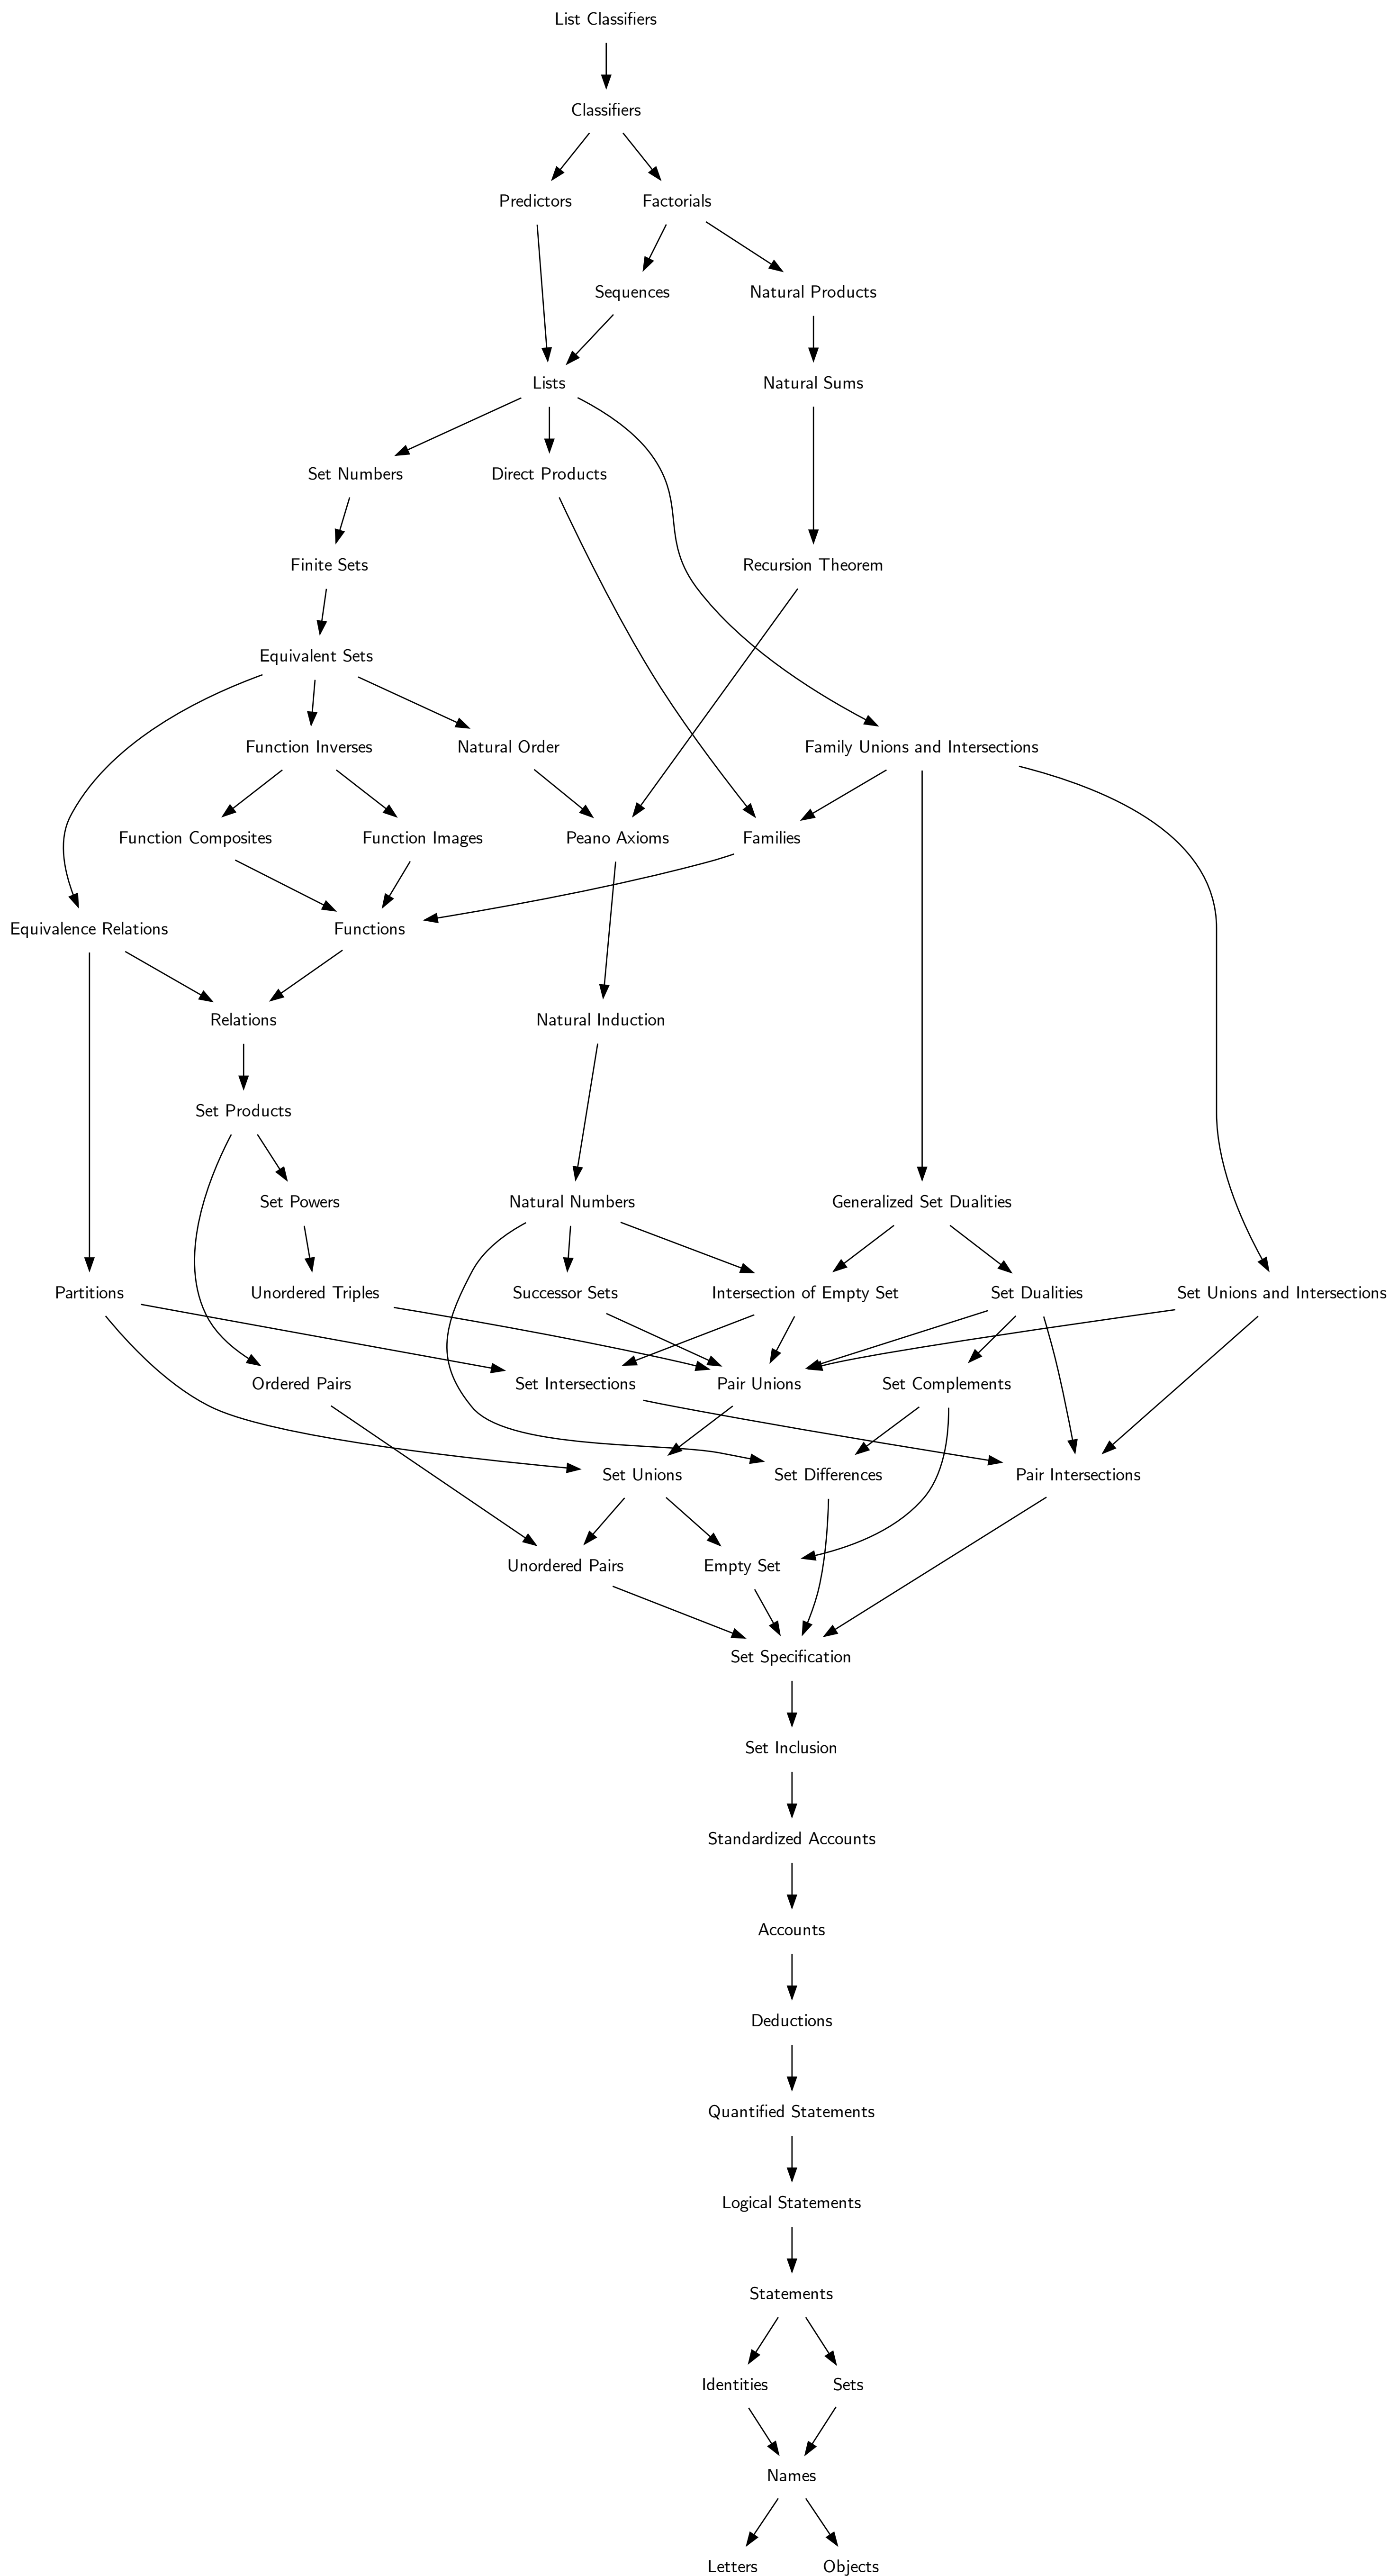 List Classifiers
Classifiers
Predictors
Factorials
Sequences
Natural Products
Lists
Natural Sums
Set Numbers
Direct Products
Finite Sets
Recursion Theorem
Equivalent Sets
Function Inverses
Natural Order
Family Unions and Intersections
Function Composites
Function Images
Peano Axioms
Families
Equivalence Relations
Functions
Relations
Natural Induction
Set Products
Set Powers
Natural Numbers
Generalized Set Dualities
Partitions
Unordered Triples
Successor Sets
Intersection of Empty Set
Set Dualities
Set Unions and Intersections
Ordered Pairs
Set Intersections
Pair Unions
Set Complements
Set Unions
Set Differences
Pair Intersections
Unordered Pairs
Empty Set
Set Specification
Set Inclusion
Standardized Accounts
Accounts
Deductions
Quantified Statements
Logical Statements
Statements
Identities
Sets
Names
Letters
Objects